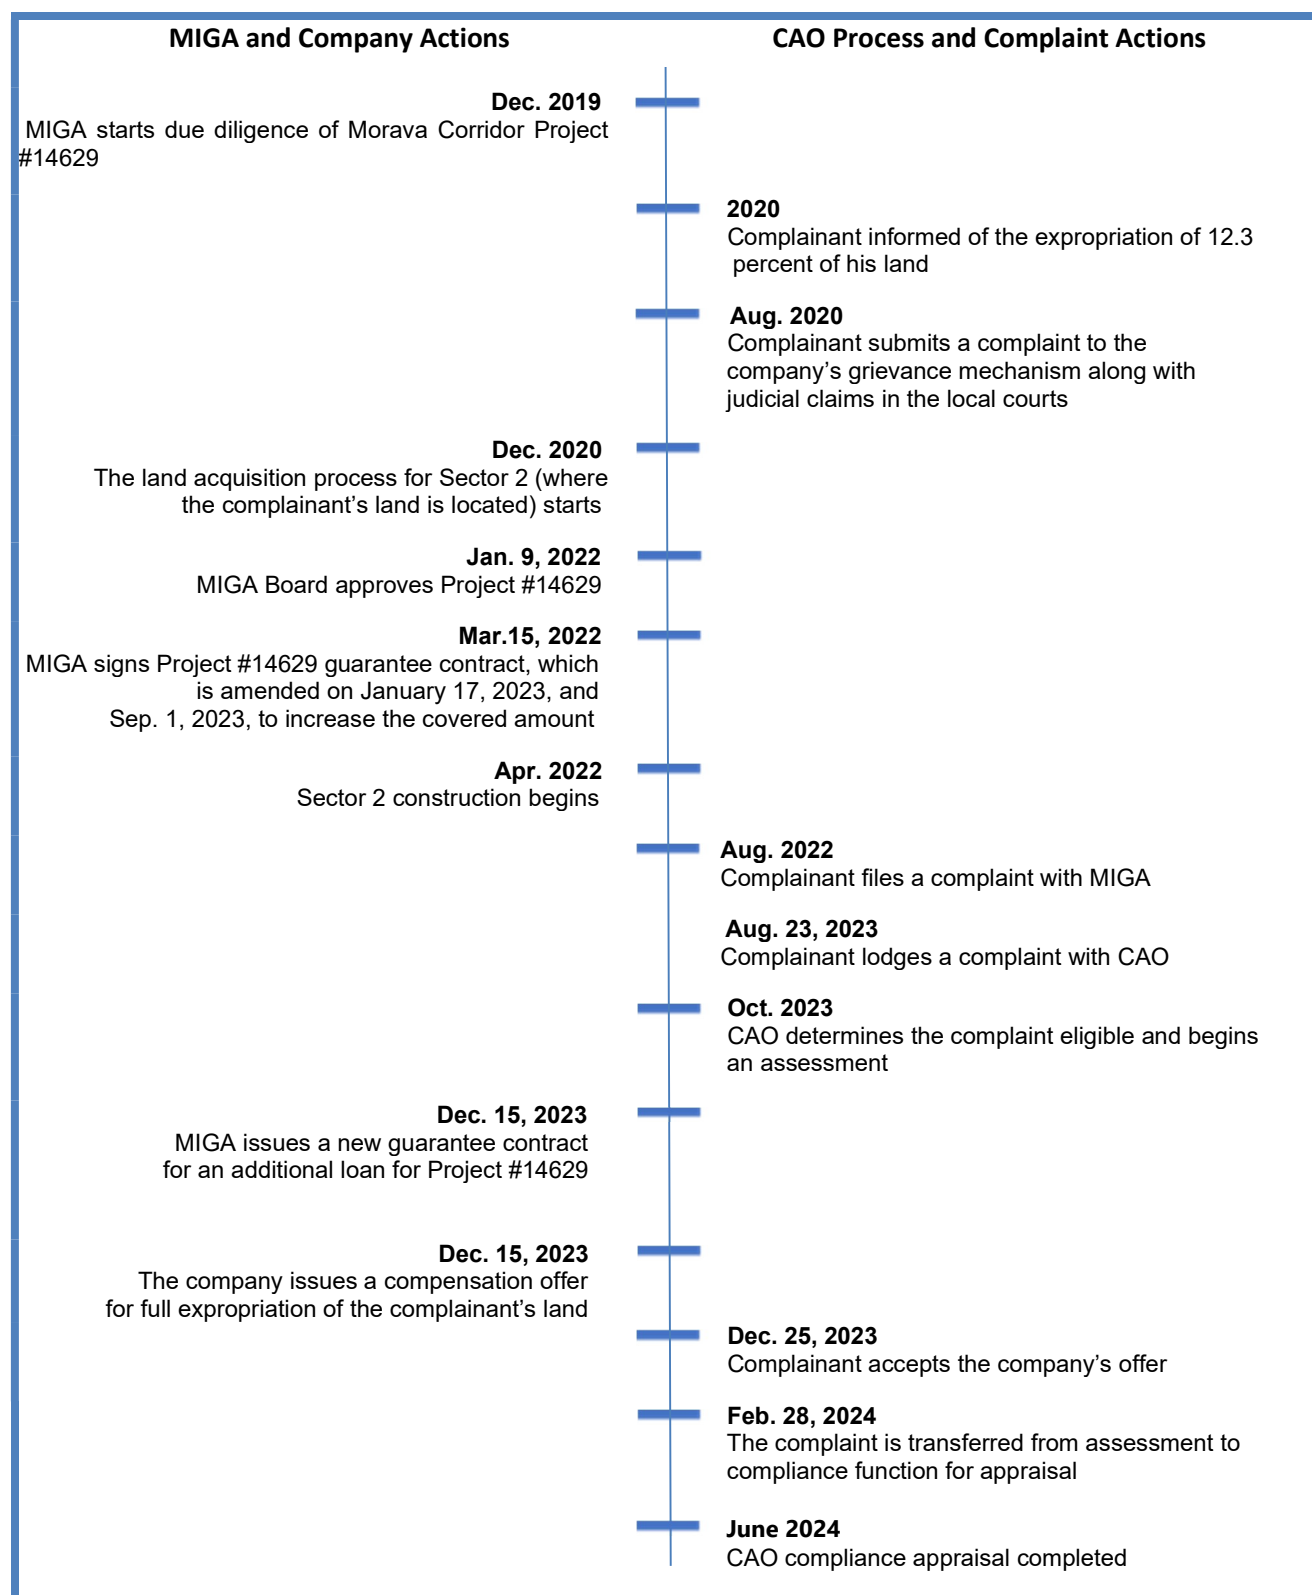 MIGA and Company Actions
CAO Process and Complaint Actions
Dec. 2019
MIGA starts due diligence of Morava Corridor Project
#14629
2020
Complainant informed of the expropriation of 12.3
percent of his land
Aug. 2020
Complainant submits a complaint to the
company’s grievance mechanism along with
judicial claims in the local courts
Dec. 2020
The land acquisition process for Sector 2 (where
the complainant’s land is located) starts
Jan. 9, 2022
MIGA Board approves Project #14629
Mar.15, 2022
MIGA signs Project #14629 guarantee contract, which
is amended on January 17, 2023, and
Sep. 1, 2023, to increase the covered amount
Apr. 2022
Sector 2 construction begins
Aug. 2022
Complainant files a complaint with MIGA
Aug. 23, 2023
Complainant lodges a complaint with CAO
Oct. 2023
CAO determines the complaint eligible and begins
an assessment
Dec. 15, 2023
MIGA issues a new guarantee contract
for an additional loan for Project #14629
Dec. 15, 2023
The company issues a compensation offer
for full expropriation of the complainant’s land
Dec. 25, 2023
Complainant accepts the company’s offer
Feb. 28, 2024
The complaint is transferred from assessment to
compliance function for appraisal
June 2024
CAO compliance appraisal completed